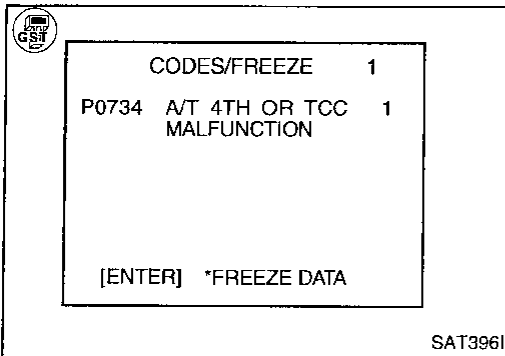 GST
CODES/FREEZE 1
P0734 A/T 4TH OR TCC 1
MALFUNCTION
[ENTER] *FREEZE DATA
SAT396I